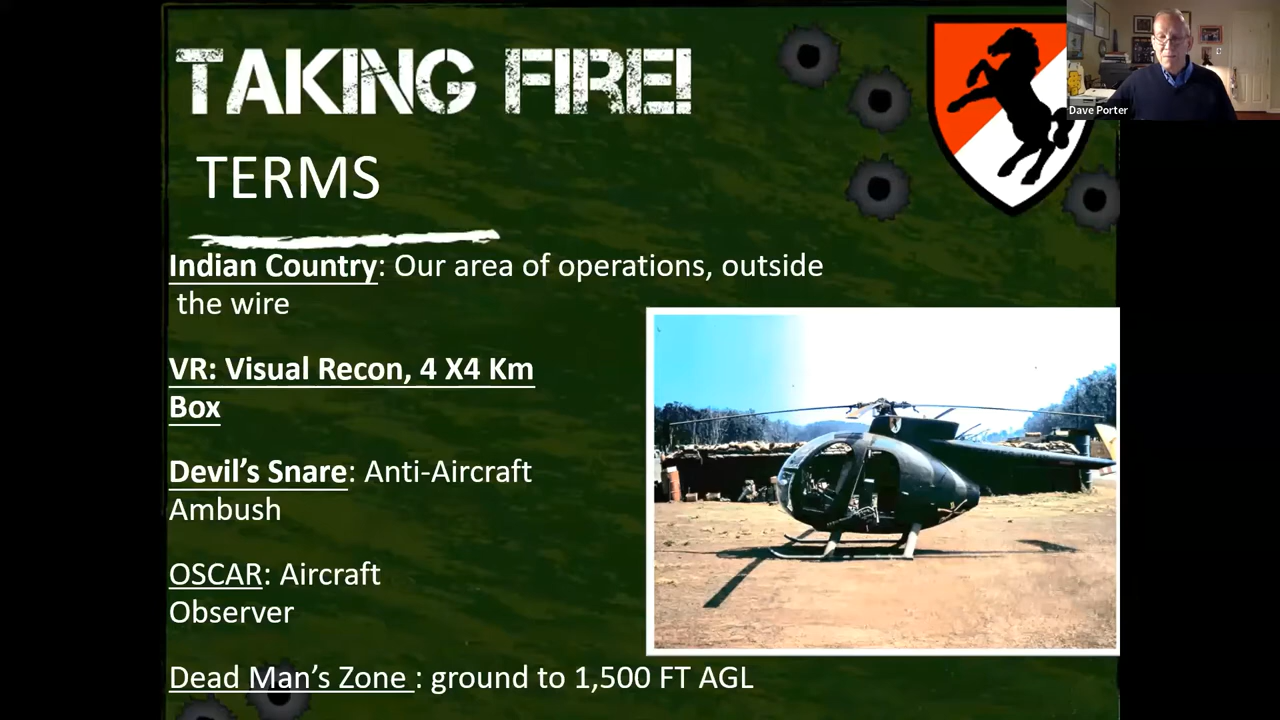 TAKING FIRE!
Dave Porter
TERMS
Indian Country: Our area of operations, outside
the wire
VR: Visual Recon, 4 X4 Km
Box
Devil's Snare: Anti-Aircraft
Ambush
OSCAR: Aircraft
Observer
Dead Man's Zone : ground to 1,500 FT AGL